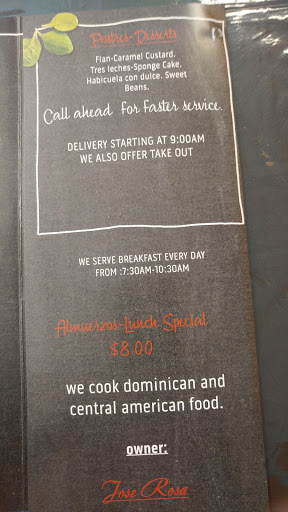 Postres-Desserts
Flan-Caramel Custard.
Tres leches-Sponge Cake.
Habicuela con dulce. Sweet
Beans.
Call ahead for faster service.
DELIVERY STARTING AT 9:00AM
WE ALSO OFFER TAKE OUT
WE SERVE BREAKFAST EVERY DAY
FROM :7:30AM-10:30AM
Almuerzos-Lunch Special
$8.00
we cook dominican and
central american food.
owner:
Jose Rosa